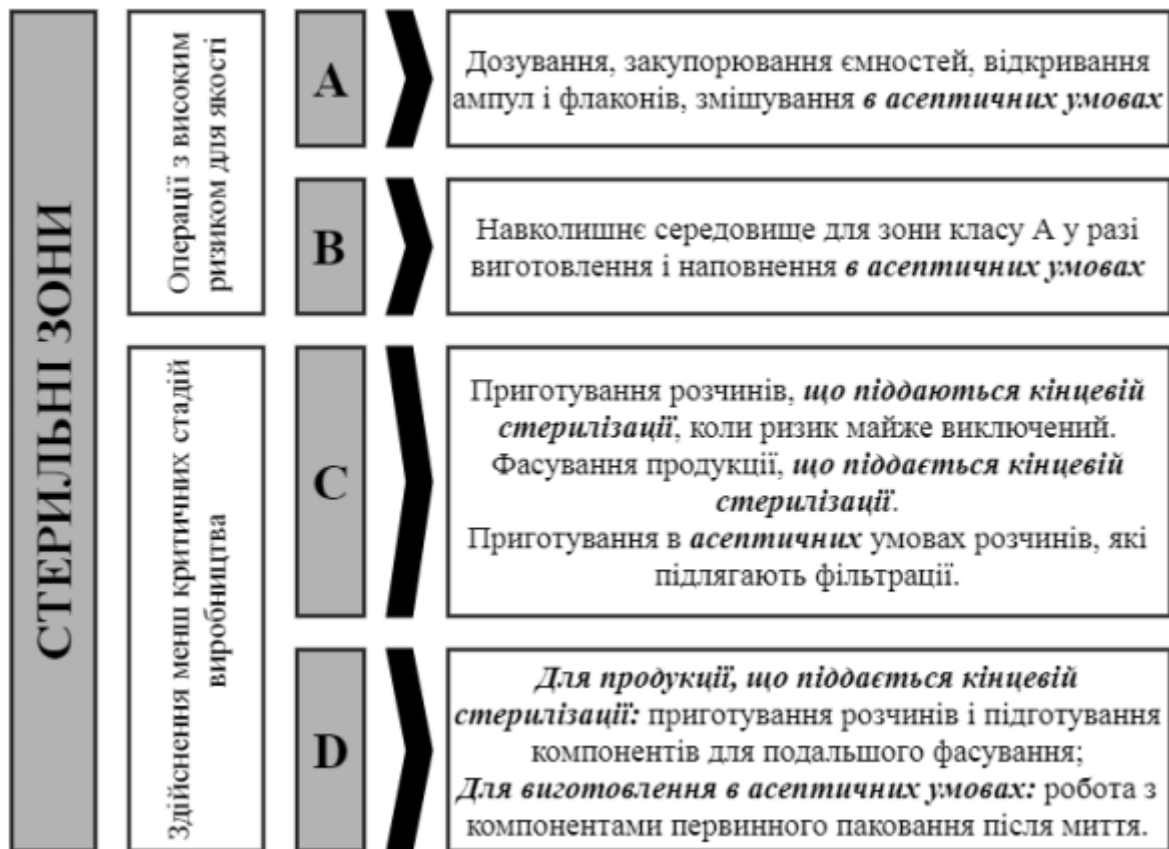 СТЕРИЛЬНІ ЗОНИ
Операції з високим
ризиком для якості
A
Дозування, закупорювання ємностей, відкривання
ампул і флаконів, змішування в асептичних умовах
B
Навколишнє середовище для зони класу А у разі
виготовлення і наповнення в асептичних умовах
Здійснення менш критичних стадій
виробництва
C
Приготування розчинів, що піддаються кінцевій
стерилізації, коли ризик майже виключений.
Фасування продукції, що піддається кінцевій
стерилізації.
Приготування в асептичних умовах розчинів, які
підлягають фільтрації.
D
Для продукції, що піддається кінцевій
стерилізації: приготування розчинів і підготування
компонентів для подальшого фасування;
Для виготовлення в асептичних умовах: робота з
компонентами первинного паковання після миття.